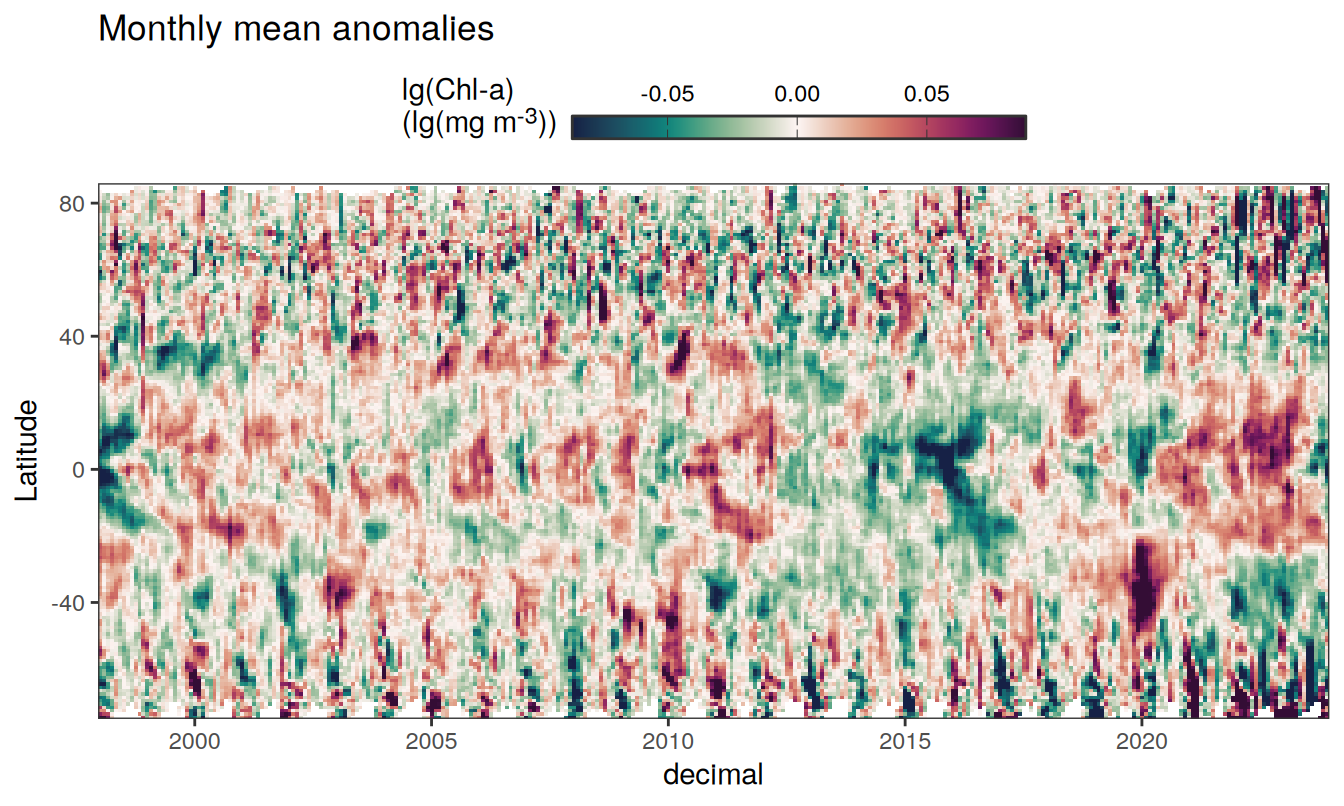 Monthly mean anomalies
lg(Chl-a)
(lg(mg m-3))
-0.05 0.00 0.05
Latitude
80
40
0
-40
2000 2005 2010 2015 2020
decimal